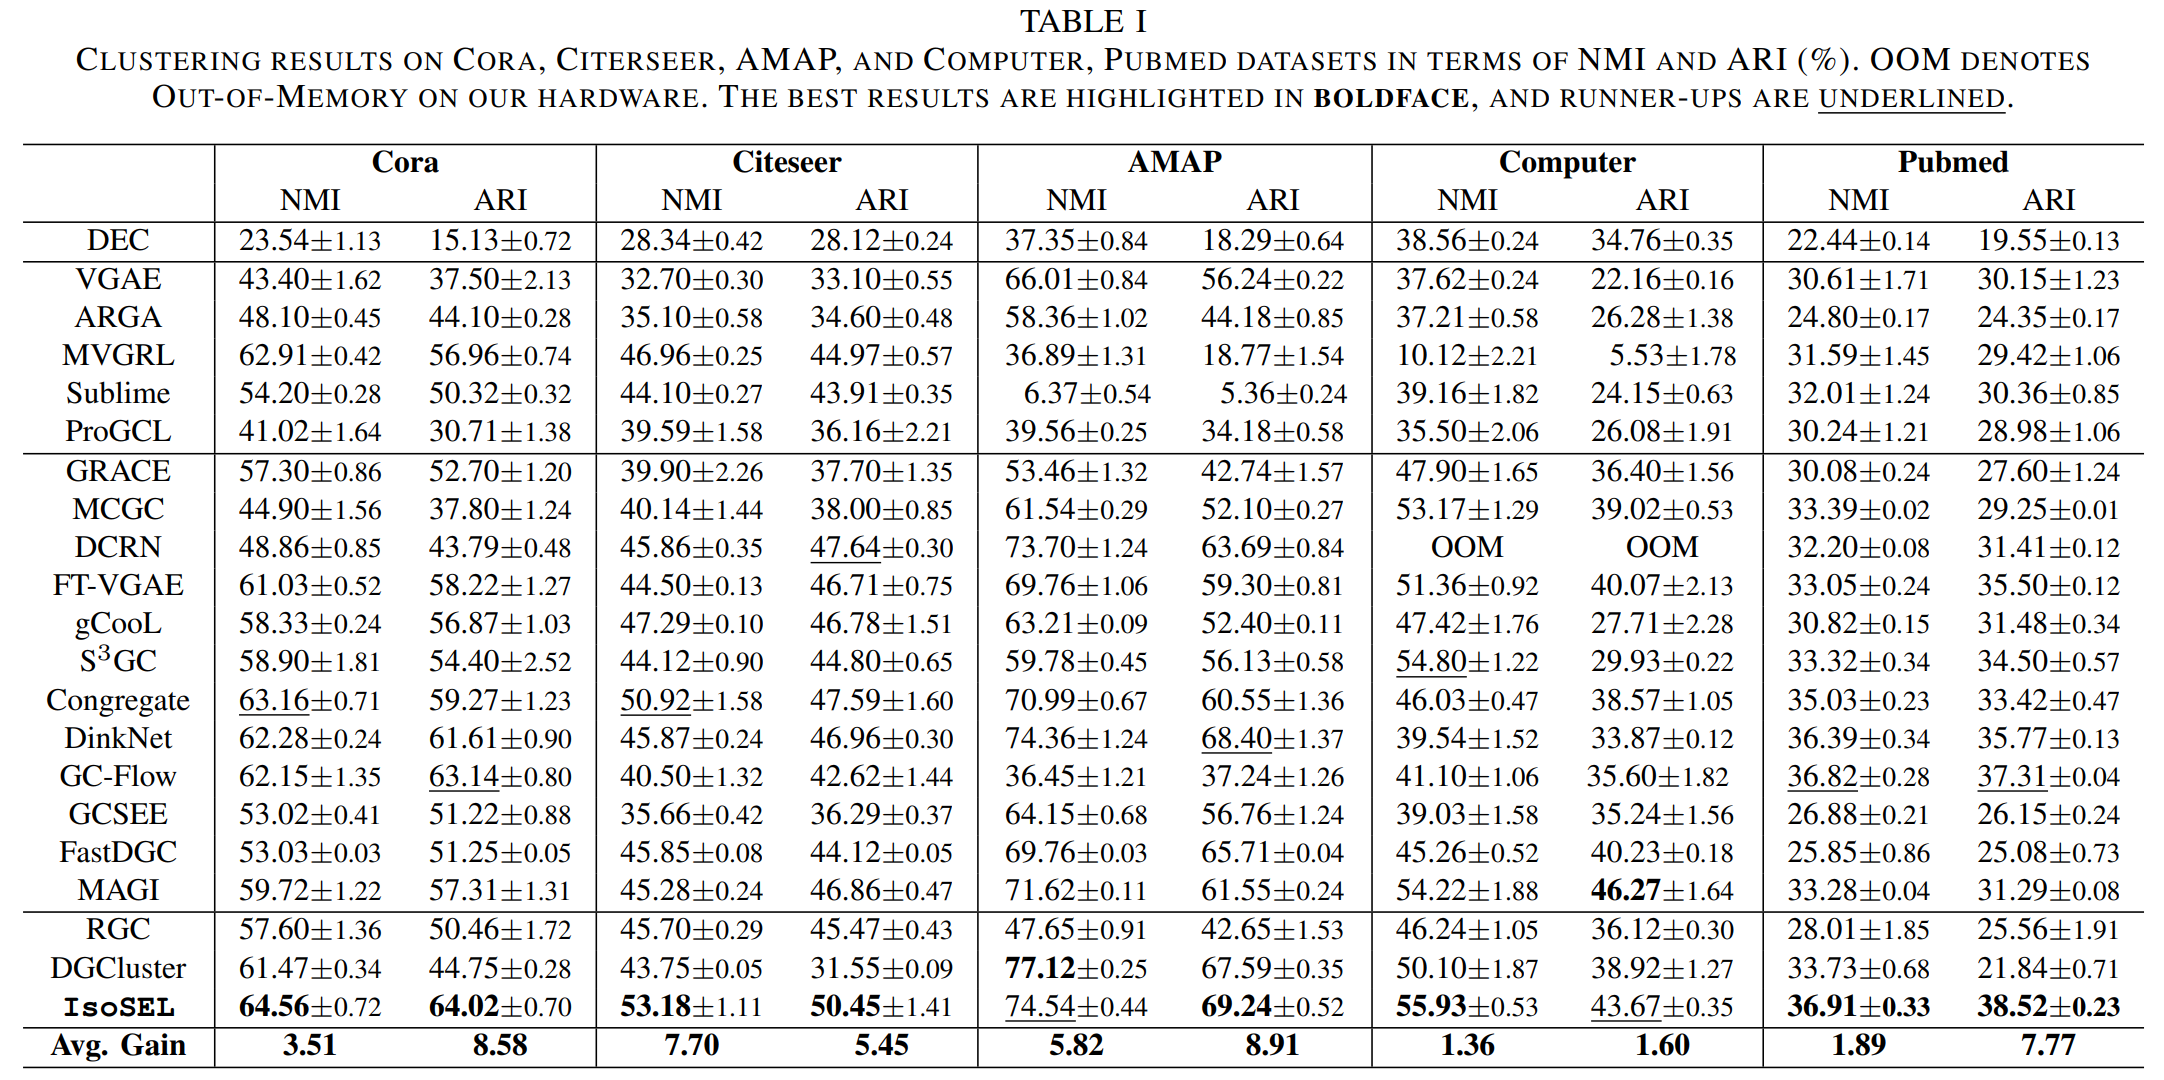 TABLE I
CLUSTERING RESULTS ON CORA, CITERSEER, AMAP, AND COMPUTER, PUBMED DATASETS IN TERMS OF NMI AND ARI (%). OOM DENOTES
OUT-OF-MEMORY ON OUR HARDWARE. THE BEST RESULTS ARE HIGHLIGHTED IN BOLDFACE, AND RUNNER-UPS ARE UNDERLINED.
Cora Citeseer AMAP Computer Pubmed
NMI ARI NMI ARI NMI ARI NMI ARI NMI ARI
DEC 23.54±1.13 15.13±0.72 28.34±0.42 28.12±0.24 37.35±0.84 18.29±0.64 38.56±0.24 34.76±0.35 22.44±0.14 19.55±0.13
VGAE 43.40±1.62 37.50±2.13 32.70±0.30 33.10±0.55 66.01±0.84 56.24±0.22 37.62±0.24 22.16±0.16 30.61±1.71 30.15±1.23
ARGA 48.10±0.45 44.10±0.28 35.10±0.58 34.60±0.48 58.36±1.02 44.18±0.85 37.21±0.58 26.28±1.38 24.80±0.17 24.35±0.17
MVGRL 62.91±0.42 56.96±0.74 46.96±0.25 44.97±0.57 36.89±1.31 18.77±1.54 10.12±2.21 5.53±1.78 31.59±1.45 29.42±1.06
Sublime 54.20±0.28 50.32±0.32 44.10±0.27 43.91±0.35 6.37±0.54 5.36±0.24 39.16±1.82 24.15±0.63 32.01±1.24 30.36±0.85
ProGCL 41.02±1.64 30.71±1.38 39.59±1.58 36.16±2.21 39.56±0.25 34.18±0.58 35.50±2.06 26.08±1.91 30.24±1.21 28.98±1.06
GRACE 57.30±0.86 52.70±1.20 39.90±2.26 37.70±1.35 53.46±1.32 42.74±1.57 47.90±1.65 36.40±1.56 30.08±0.24 27.60±1.24
MCGC 44.90±1.56 37.80±1.24 40.14±1.44 38.00±0.85 61.54±0.29 52.10±0.27 53.17±1.29 39.02±0.53 33.39±0.02 29.25±0.01
DCRN 48.86±0.85 43.79±0.48 45.86±0.35 47.64±0.30 73.70±1.24 63.69±0.84 OOM OOM 32.20±0.08 31.41±0.12
FT-VGAE 61.03±0.52 58.22±1.27 44.50±0.13 46.71±0.75 69.76±1.06 59.30±0.81 51.36±0.92 40.07±2.13 33.05±0.24 35.50±0.12
gCooL 58.33±0.24 56.87±1.03 47.29±0.10 46.78±1.51 63.21±0.09 52.40±0.11 47.42±1.76 27.71±2.28 30.82±0.15 31.48±0.34
S³GC 58.90±1.81 54.40±2.52 44.12±0.90 44.80±0.65 59.78±0.45 56.13±0.58 54.80±1.22 29.93±0.22 33.32±0.34 34.50±0.57
Congregate 63.16±0.71 59.27±1.23 50.92±1.58 47.59±1.60 70.99±0.67 60.55±1.36 46.03±0.47 38.57±1.05 35.03±0.23 33.42±0.47
DinkNet 62.28±0.24 61.61±0.90 45.87±0.24 46.96±0.30 74.36±1.24 68.40±1.37 39.54±1.52 33.87±0.12 36.39±0.34 35.77±0.13
GC-Flow 62.15±1.35 63.14±0.80 40.50±1.32 42.62±1.44 36.45±1.21 37.24±1.26 41.10±1.06 35.60±1.82 36.82±0.28 37.31±0.04
GCSEE 53.02±0.41 51.22±0.88 35.66±0.42 36.29±0.37 64.15±0.68 56.76±1.24 39.03±1.58 35.24±1.56 26.88±0.21 26.15±0.24
FastDGC 53.03±0.03 51.25±0.05 45.85±0.08 44.12±0.05 69.76±0.03 65.71±0.04 45.26±0.52 40.23±0.18 25.85±0.86 25.08±0.73
MAGI 59.72±1.22 57.31±1.31 45.28±0.24 46.86±0.47 71.62±0.11 61.55±0.24 54.22±1.88 46.27±1.64 33.28±0.04 31.29±0.08
RGC 57.60±1.36 50.46±1.72 45.70±0.29 45.47±0.43 47.65±0.91 42.65±1.53 46.24±1.05 36.12±0.30 28.01±1.85 25.56±1.91
DGCluster 61.47±0.34 44.75±0.28 43.75±0.05 31.55±0.09 77.12±0.25 67.59±0.35 50.10±1.87 38.92±1.27 33.73±0.68 21.84±0.71
IsoSEL 64.56±0.72 64.02±0.70 53.18±1.11 50.45±1.41 74.54±0.44 69.24±0.52 55.93±0.53 43.67±0.35 36.91±0.33 38.52±0.23
Avg. Gain 3.51 8.58 7.70 5.45 5.82 8.91 1.36 1.60 1.89 7.77